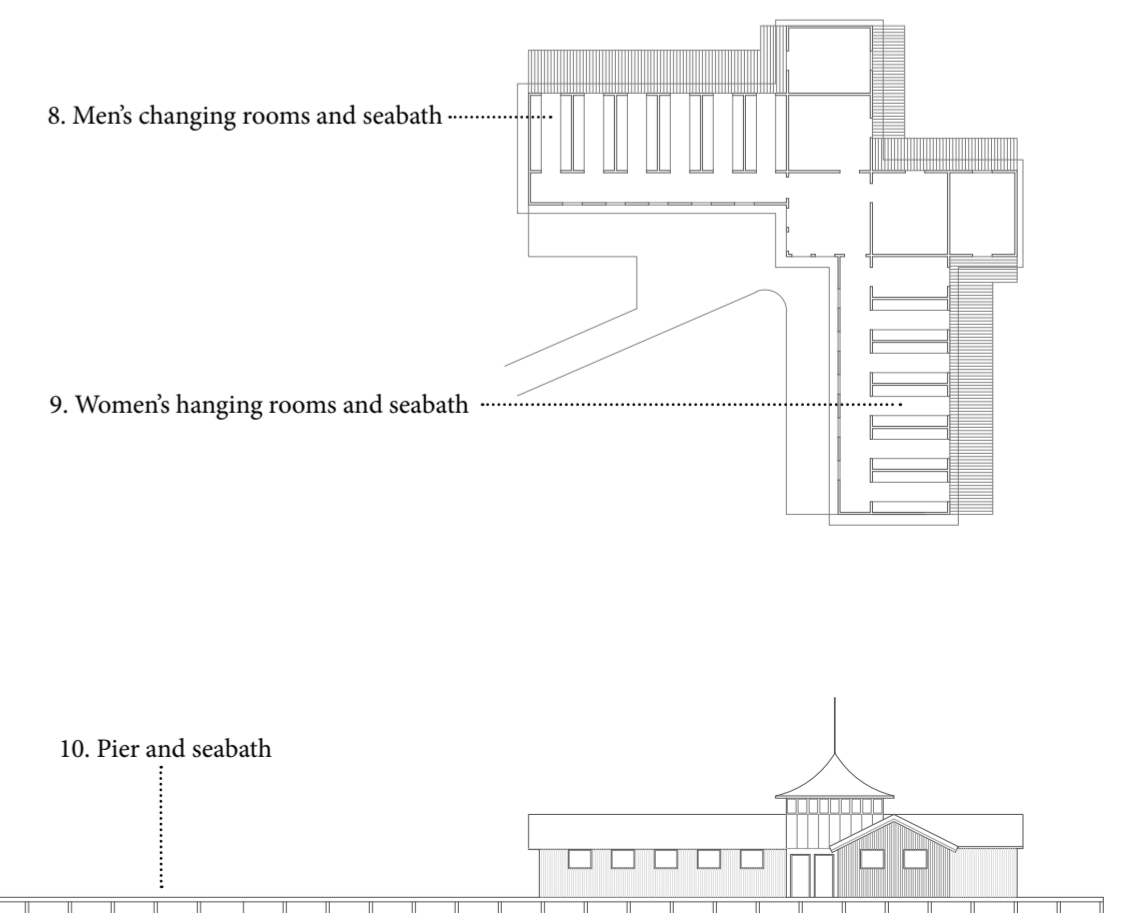 8. Men’s changing rooms and seabath
9. Women’s hanging rooms and seabath
10. Pier and seabath